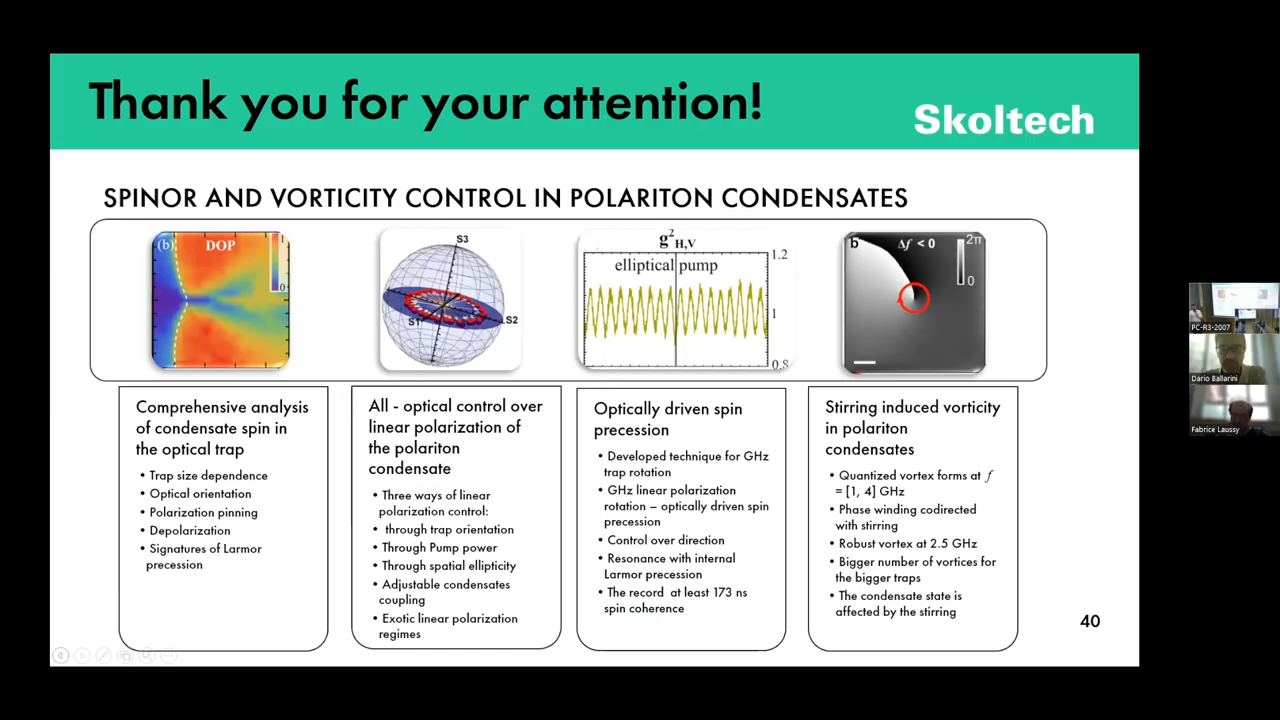 Thank you for your attention!
Skoltech
SPINOR AND VORTICITY CONTROL IN POLARITON CONDENSATES
(b)
DOP
1
0
S3
S1
S2
g²H,V
elliptical pump
1.2
1
0.8
b
Δf < 0
2π
0
Comprehensive analysis
of condensate spin in
the optical trap
• Trap size dependence
• Optical orientation
• Polarization pinning
• Depolarization
• Signatures of Larmor
precession
All - optical control over
linear polarization of
the polariton
condensate
• Three ways of linear
polarization control:
• through trap orientation
• Through Pump power
• Through spatial ellipticity
• Adjustable condensates
coupling
• Exotic linear polarization
regimes
Optically driven spin
precession
• Developed technique for GHz
trap rotation
• GHz linear polarization
rotation – optically driven spin
precession
• Control over direction
• Resonance with internal
Larmor precession
• The record at least 173 ns
spin coherence
Stirring induced vorticity
in polariton
condensates
• Quantized vortex forms at f
= [1, 4] GHz
• Phase winding codirected
with stirring
• Robust vortex at 2.5 GHz
• Bigger number of vortices for
the bigger traps
• The condensate state is
affected by the stirring
40
PC-R3-2007
Dario Ballarini
Fabrice Laussy